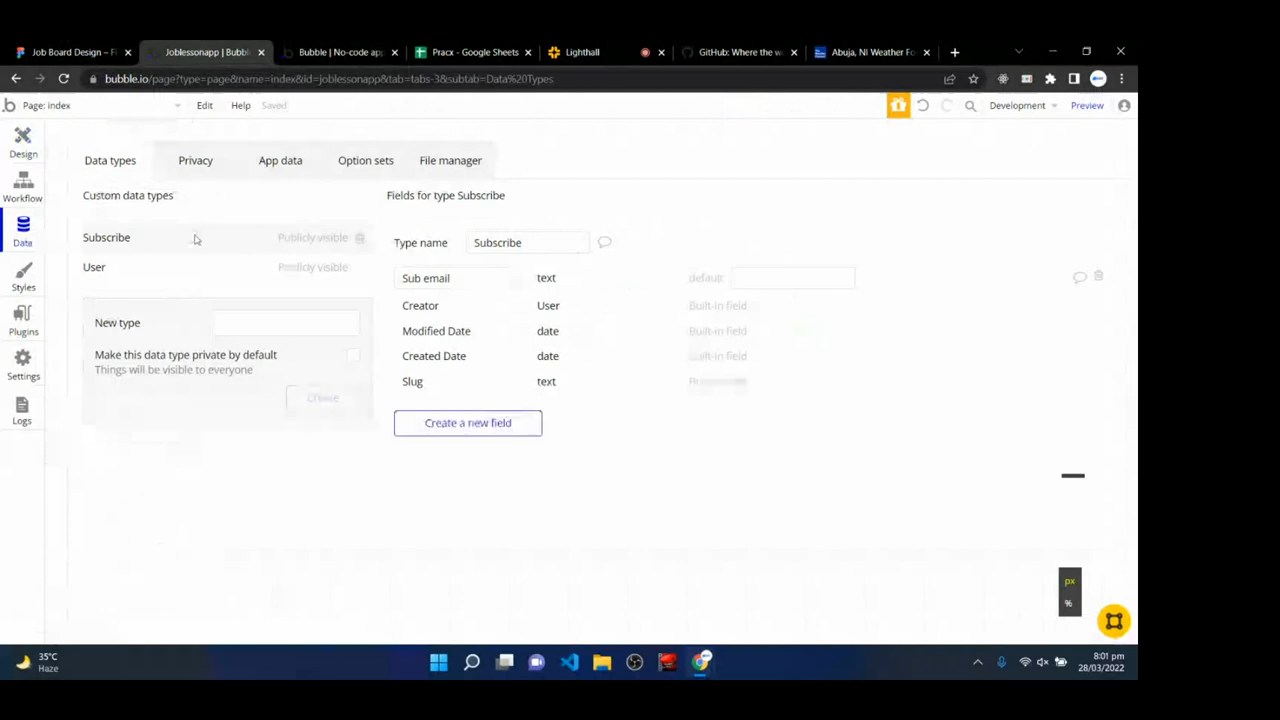 Job Board Design – Fi
Joblessonapp | Bubbl
Bubble | No-code app
Pracx - Google Sheets
Lighthall
GitHub: Where the w
Abuja, NI Weather Fo
bubble.io/page?type=page&name=index&id=joblessonapp&tab=tabs-3&subtab=Data%20Types
Page: index
Edit
Help
Saved
Development
Preview
Design
Workflow
Data
Styles
Plugins
Settings
Logs
Data types
Privacy
App data
Option sets
File manager
Custom data types
Subscribe
Publicly visible
User
Publicly visible
New type
Make this data type private by default
Things will be visible to everyone
Create
Fields for type Subscribe
Type name
Subscribe
Sub email
text
default
Creator
User
Built-in field
Modified Date
date
Built-in field
Created Date
date
Built-in field
Slug
text
Create a new field
px
%
35°C
Haze
8:01 pm
28/03/2022